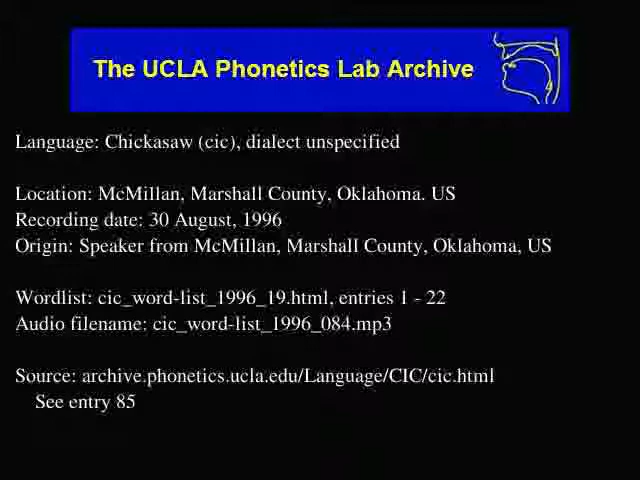 The UCLA Phonetics Lab Archive
Language: Chickasaw (cic), dialect unspecified
Location: McMillan, Marshall County, Oklahoma. US
Recording date: 30 August, 1996
Origin: Speaker from McMillan, Marshall County, Oklahoma, US
Wordlist: cic_word-list_1996_19.html, entries 1 - 22
Audio filename: cic_word-list_1996_084.mp3
Source: archive.phonetics.ucla.edu/Language/CIC/cic.html
See entry 85